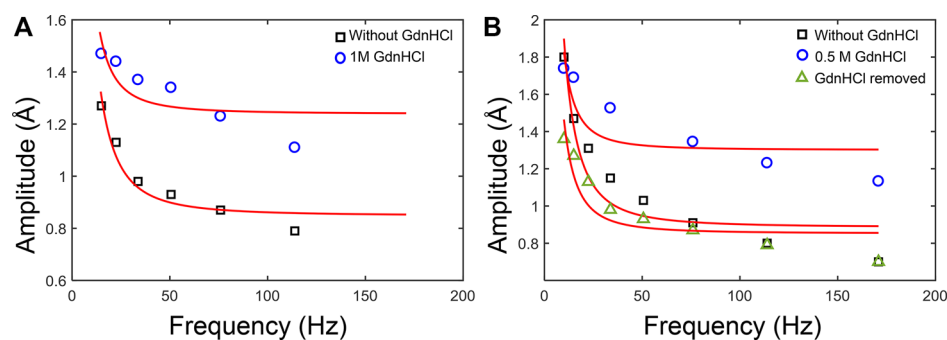 A
Without GdnHCl
1M GdnHCl
1.6
1.4
1.2
1
0.8
0.6
Amplitude (Å)
0
50
100
150
200
Frequency (Hz)
B
Without GdnHCl
0.5 M GdnHCl
GdnHCl removed
2
1.8
1.6
1.4
1.2
1
0.8
Amplitude (Å)
0
50
100
150
200
Frequency (Hz)